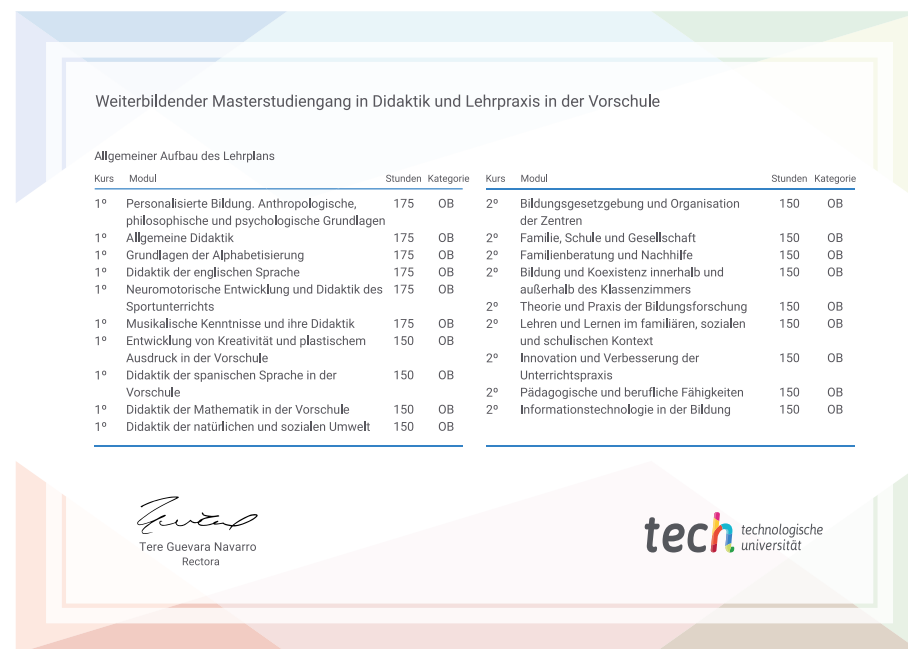 Weiterbildender Masterstudiengang in Didaktik und Lehrpraxis in der Vorschule
Allgemeiner Aufbau des Lehrplans
Kurs Modul Stunden Kategorie
1º Personalisierte Bildung. Anthropologische, 175 OB
philosophische und psychologische Grundlagen
1º Allgemeine Didaktik 175 OB
1º Grundlagen der Alphabetisierung 175 OB
1º Didaktik der englischen Sprache 175 OB
1º Neuromotorische Entwicklung und Didaktik des 175 OB
Sportunterrichts
1º Musikalische Kenntnisse und ihre Didaktik 175 OB
1º Entwicklung von Kreativität und plastischem 150 OB
Ausdruck in der Vorschule
1º Didaktik der spanischen Sprache in der 150 OB
Vorschule
1º Didaktik der Mathematik in der Vorschule 150 OB
1º Didaktik der natürlichen und sozialen Umwelt 150 OB
Kurs Modul Stunden Kategorie
2º Bildungsgesetzgebung und Organisation 150 OB
der Zentren
2º Familie, Schule und Gesellschaft 150 OB
2º Familienberatung und Nachhilfe 150 OB
2º Bildung und Koexistenz innerhalb und 150 OB
außerhalb des Klassenzimmers
2º Theorie und Praxis der Bildungsforschung 150 OB
2º Lehren und Lernen im familiären, sozialen 150 OB
und schulischen Kontext
2º Innovation und Verbesserung der 150 OB
Unterrichtspraxis
2º Pädagogische und berufliche Fähigkeiten 150 OB
2º Informationstechnologie in der Bildung 150 OB
Tere Guevara Navarro
Rectora
tech technologische
universität